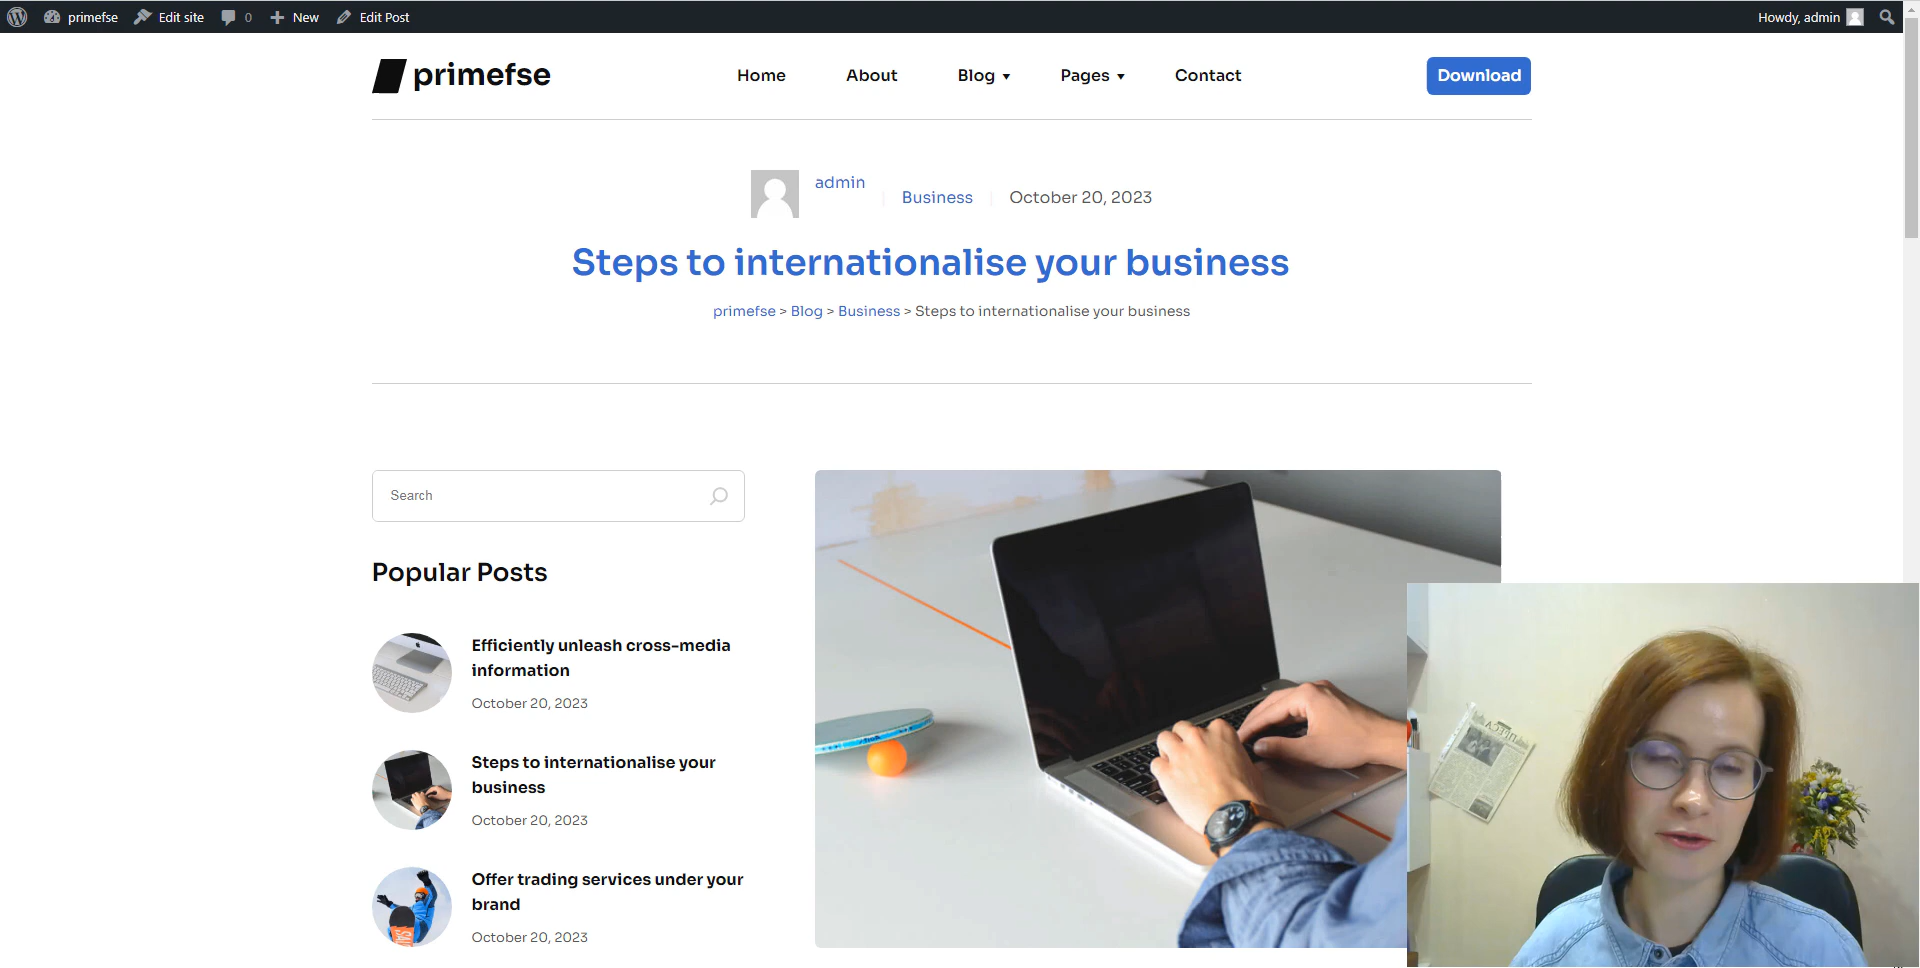 primefse Edit site 0 New Edit Post Howdy, admin
primefse Home About Blog Pages Contact Download
admin
Business October 20, 2023
Steps to internationalise your business
primefse > Blog > Business > Steps to internationalise your business
Search
Popular Posts
Efficiently unleash cross-media
information
October 20, 2023
Steps to internationalise your
business
October 20, 2023
Offer trading services under your
brand
October 20, 2023